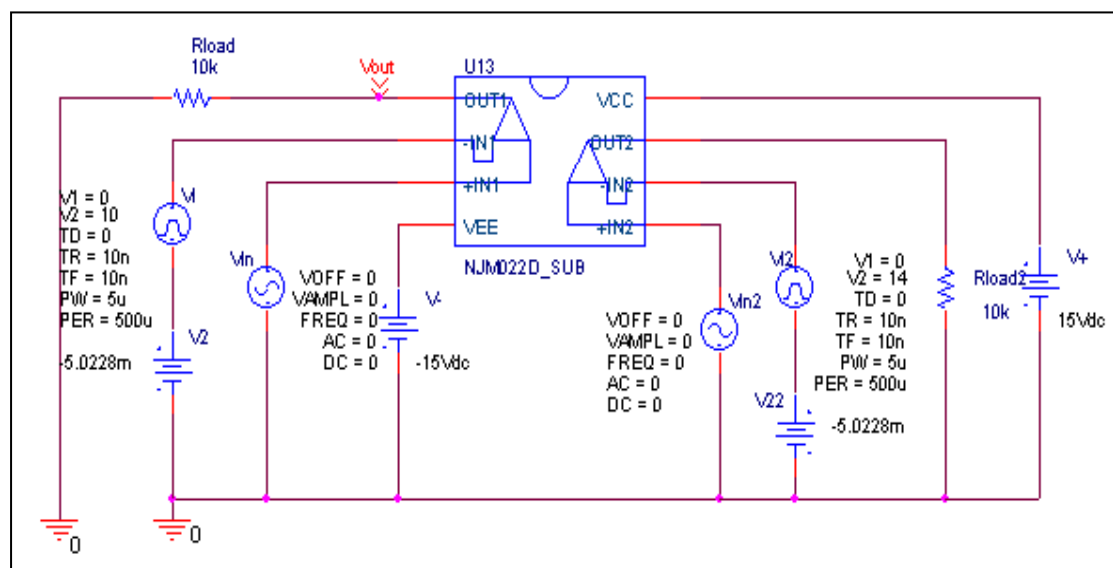 Rload
10k
Vout
U13
OUT1
-IN1
+IN1
VEE
VCC
OUT2
-IN2
+IN2
NJM022D_SUB
V1 = 0
V2 = 10
TD = 0
TR = 10n
TF = 10n
PW = 5u
PER = 500u
VI
V2
-5.0228m
Vin
VOFF = 0
VAMPL = 0
FREQ = 0
AC = 0
DC = 0
V-
-15Vdc
VOFF = 0
VAMPL = 0
FREQ = 0
AC = 0
DC = 0
Vin2
VI2
V1 = 0
V2 = 14
TD = 0
TR = 10n
TF = 10n
PW = 5u
PER = 500u
V22
-5.0228m
Rload2
10k
V+
15Vdc
0
0